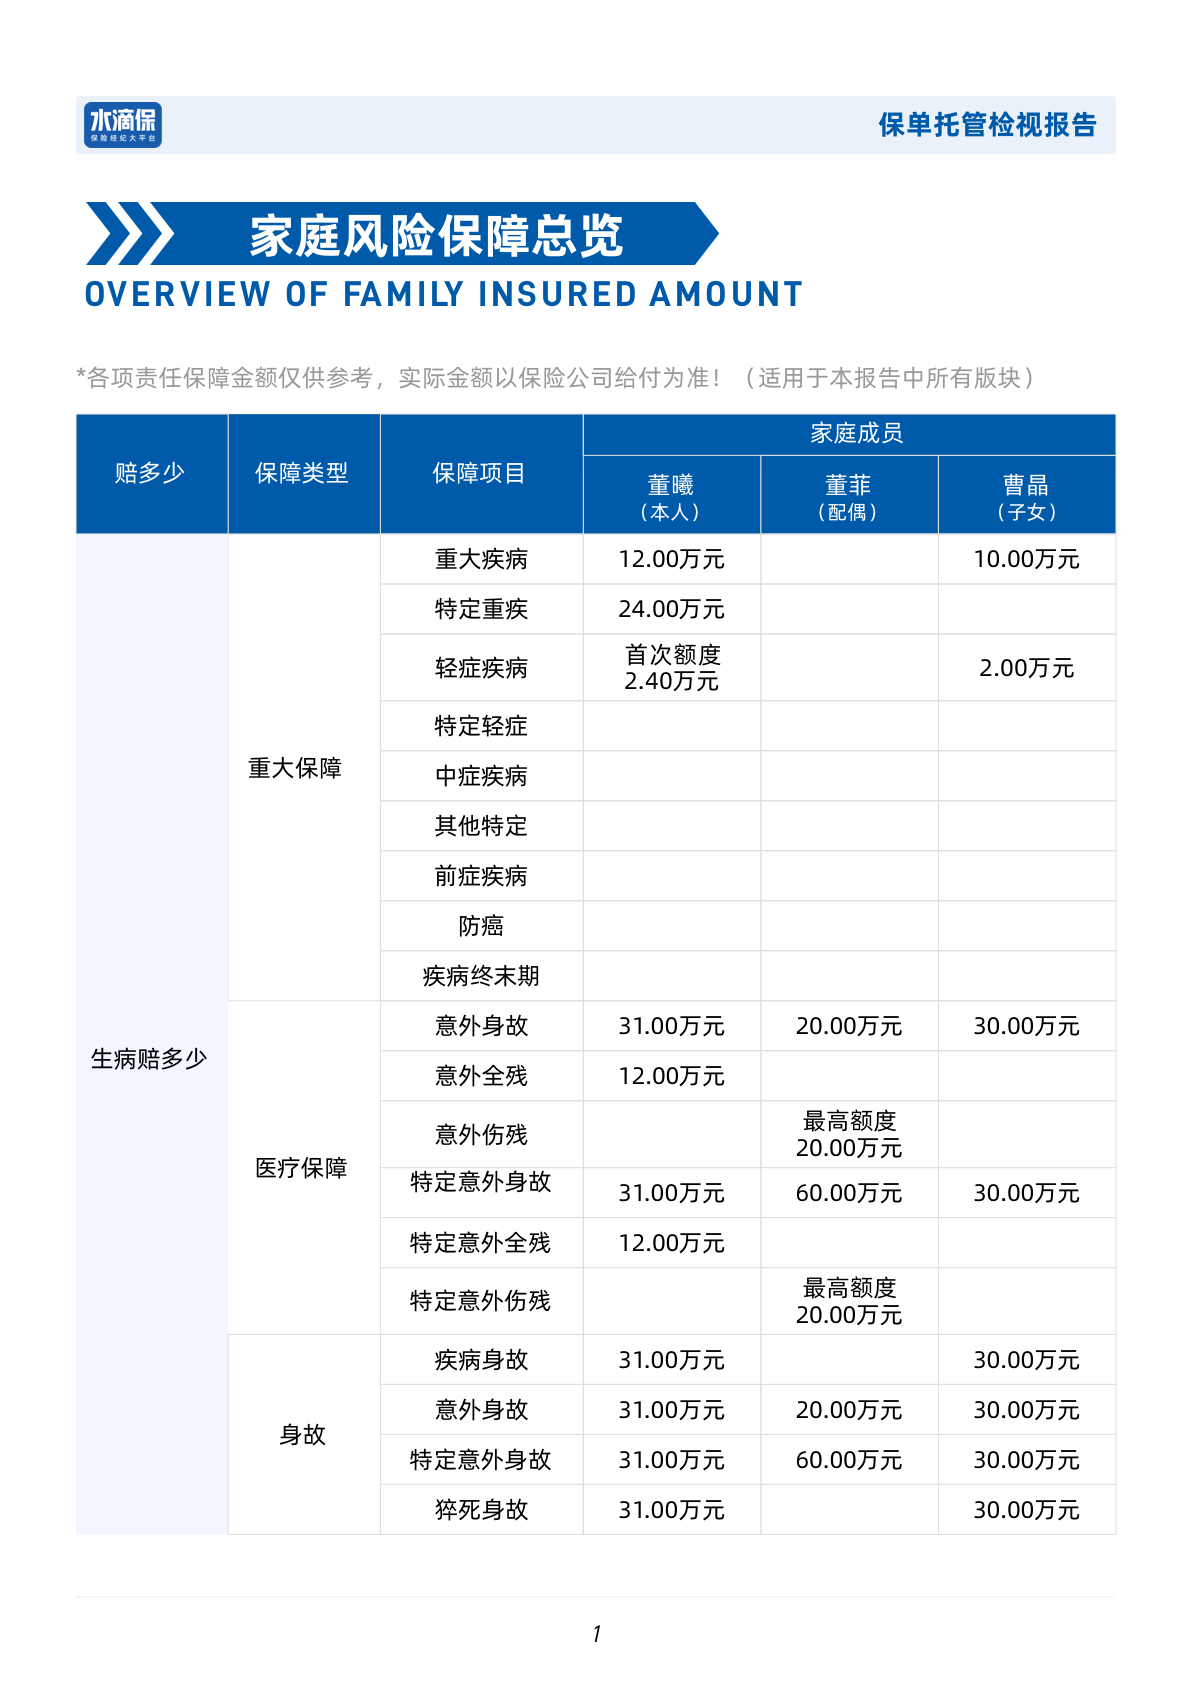 水滴保
保险经纪大平台
保单托管检视报告
家庭风险保障总览
OVERVIEW OF FAMILY INSURED AMOUNT
*各项责任保障金额仅供参考，实际金额以保险公司给付为准！（适用于本报告中所有版块）
赔多少 保障类型 保障项目 家庭成员
董曦 董菲 曹晶
（本人） （配偶） （子女）
重大疾病 12.00万元 10.00万元
特定重疾 24.00万元
首次额度
轻症疾病 2.40万元 2.00万元
特定轻症
重大保障
中症疾病
其他特定
前症疾病
防癌
疾病终末期
意外身故 31.00万元 20.00万元 30.00万元
生病赔多少
意外全残 12.00万元
最高额度
意外伤残 20.00万元
医疗保障
特定意外身故 31.00万元 60.00万元 30.00万元
特定意外全残 12.00万元
最高额度
特定意外伤残 20.00万元
疾病身故 31.00万元 30.00万元
意外身故 31.00万元 20.00万元 30.00万元
身故
特定意外身故 31.00万元 60.00万元 30.00万元
猝死身故 31.00万元 30.00万元
1